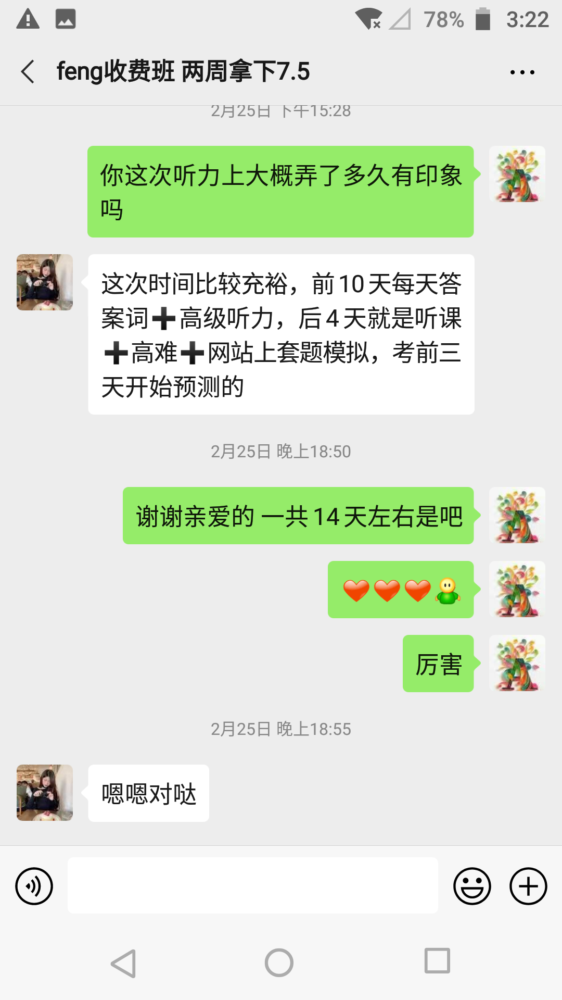 78% 3:22
feng收费班 两周拿下7.5
2月25日 下午15:28
你这次听力上大概弄了多久有印象
吗
这次时间比较充裕，前10天每天答
案词➕高级听力，后4天就是听课
➕高难➕网站上套题模拟，考前三
天开始预测的
2月25日 晚上18:50
谢谢亲爱的 一共14天左右是吧
厉害
2月25日 晚上18:55
嗯嗯对哒